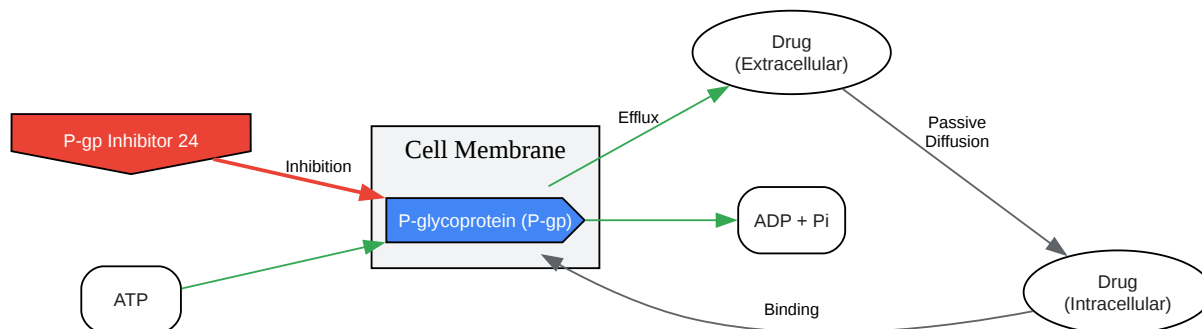 Drug
(Extracellular)
Efflux
Passive
Diffusion
P-gp Inhibitor 24
Inhibition
Cell Membrane
P-glycoprotein (P-gp)
ADP + Pi
ATP
Binding
Drug
(Intracellular)